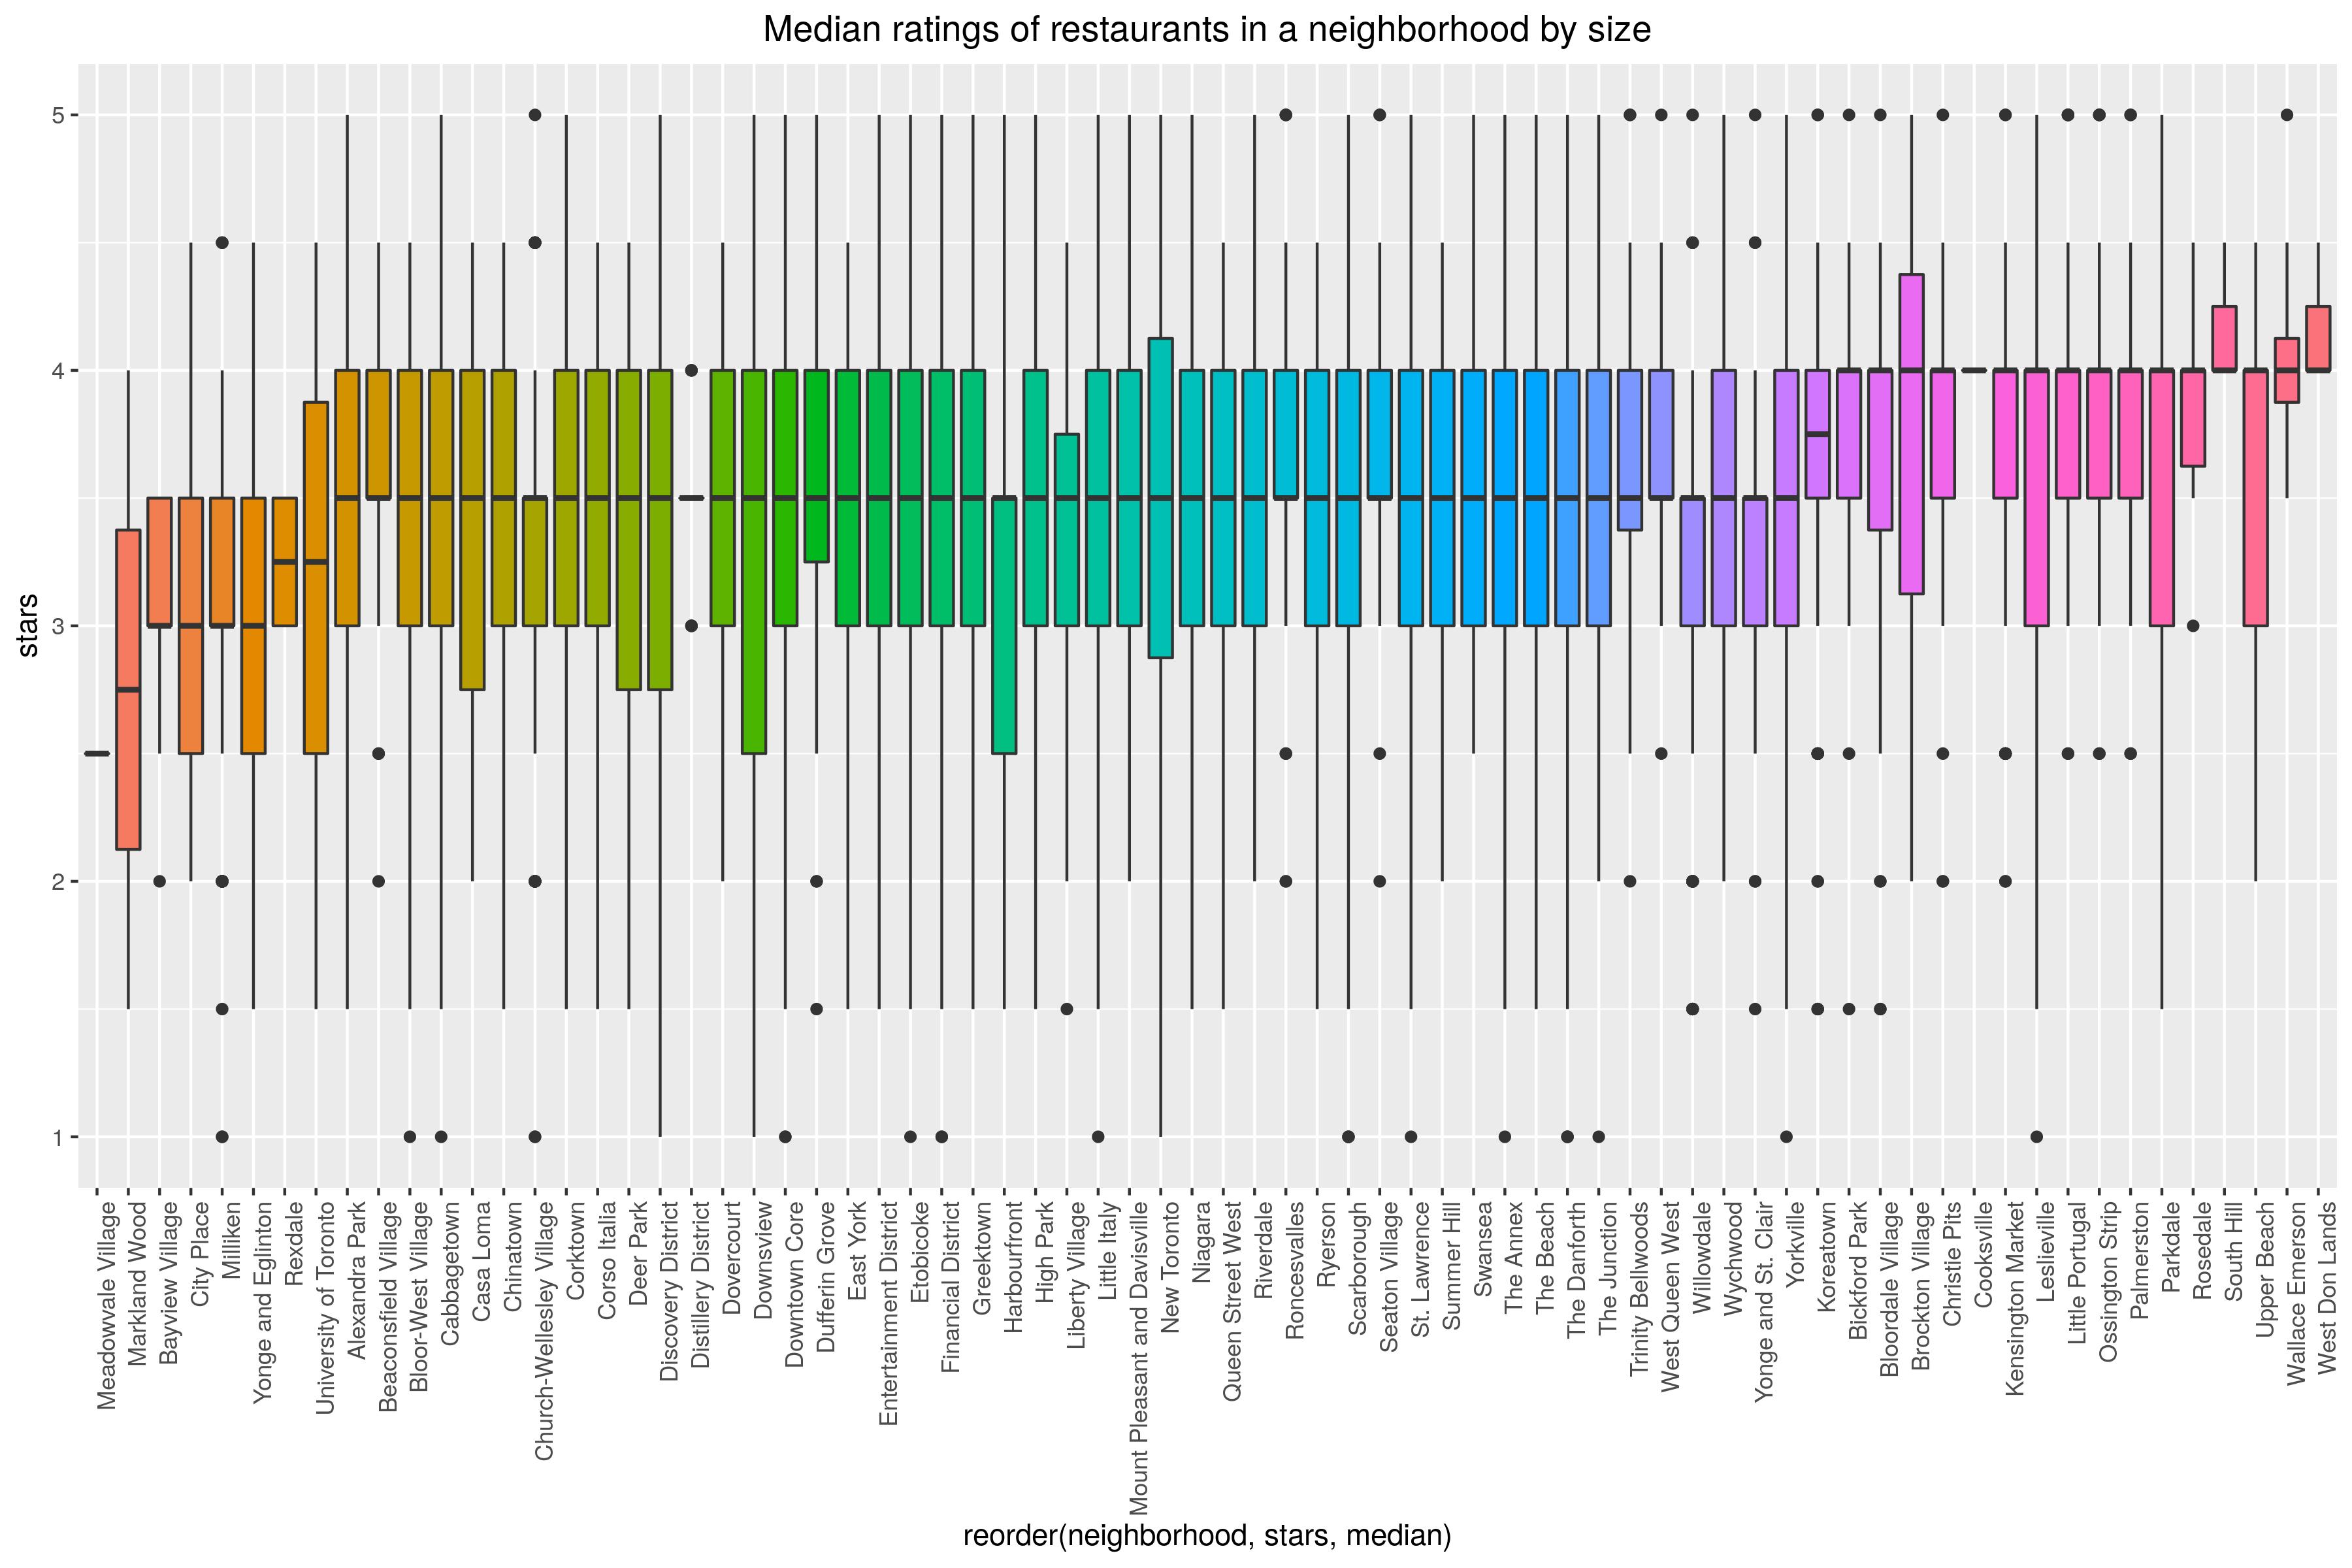 Median ratings of restaurants in a neighborhood by size
stars
5
4
3
2
1
Meadowvale Village
Markland Wood
Bayview Village
City Place
Milliken
Yonge and Eglinton
Rexdale
University of Toronto
Alexandra Park
Beaconsfield Village
Bloor-West Village
Cabbagetown
Casa Loma
Chinatown
Church-Wellesley Village
Corktown
Corso Italia
Deer Park
Discovery District
Distillery District
Dovercourt
Downsview
Downtown Core
Dufferin Grove
East York
Entertainment District
Etobicoke
Financial District
Greektown
Harbourfront
High Park
Liberty Village
Little Italy
Mount Pleasant and Davisville
New Toronto
Niagara
Queen Street West
Riverdale
Roncesvalles
Ryerson
Scarborough
Seaton Village
St. Lawrence
Summer Hill
Swansea
The Annex
The Beach
The Danforth
The Junction
Trinity Bellwoods
West Queen West
Willowdale
Wychwood
Yonge and St. Clair
Yorkville
Koreatown
Bickford Park
Bloordale Village
Brockton Village
Christie Pits
Cooksville
Kensington Market
Leslieville
Little Portugal
Ossington Strip
Palmerston
Parkdale
Rosedale
South Hill
Upper Beach
Wallace Emerson
West Don Lands
reorder(neighborhood, stars, median)